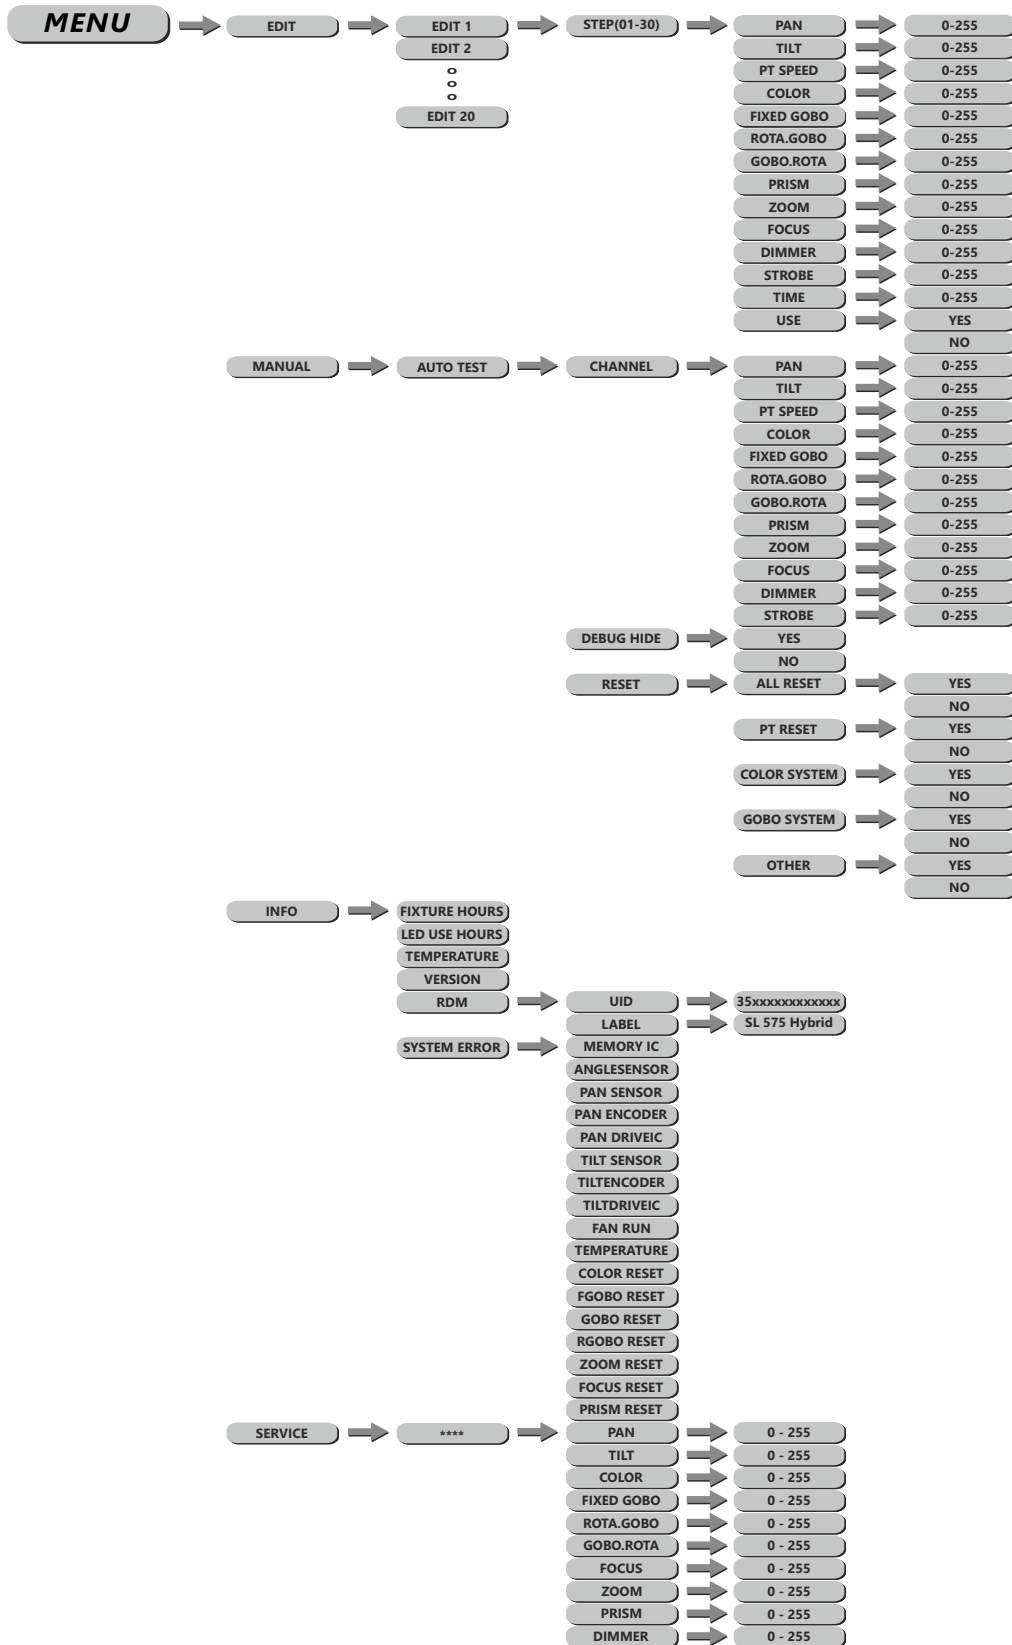 MENU EDIT EDIT 1 STEP(01-30) PAN 0-255
EDIT 2 TILT 0-255
PT SPEED 0-255
COLOR 0-255
EDIT 20 FIXED GOBO 0-255
ROTA.GOBO 0-255
GOBO.ROTA 0-255
PRISM 0-255
ZOOM 0-255
FOCUS 0-255
DIMMER 0-255
STROBE 0-255
TIME 0-255
USE YES
NO
MANUAL AUTO TEST CHANNEL PAN 0-255
TILT 0-255
PT SPEED 0-255
COLOR 0-255
FIXED GOBO 0-255
ROTA.GOBO 0-255
GOBO.ROTA 0-255
PRISM 0-255
ZOOM 0-255
FOCUS 0-255
DIMMER 0-255
STROBE 0-255
DEBUG HIDE YES
NO
RESET ALL RESET YES
NO
PT RESET YES
NO
COLOR SYSTEM YES
NO
GOBO SYSTEM YES
NO
OTHER YES
NO
INFO FIXTURE HOURS
LED USE HOURS
TEMPERATURE
VERSION
RDM UID 35xxxxxxxxxxxx
LABEL SL 575 Hybrid
SYSTEM ERROR MEMORY IC
ANGLESENSOR
PAN SENSOR
PAN ENCODER
PAN DRIVEIC
TILT SENSOR
TILTENCODER
TILTDRIVEIC
FAN RUN
TEMPERATURE
COLOR RESET
FGOBO RESET
GOBO RESET
RGOBO RESET
ZOOM RESET
FOCUS RESET
PRISM RESET
SERVICE **** PAN 0 - 255
TILT 0 - 255
COLOR 0 - 255
FIXED GOBO 0 - 255
ROTA.GOBO 0 - 255
GOBO.ROTA 0 - 255
FOCUS 0 - 255
ZOOM 0 - 255
PRISM 0 - 255
DIMMER 0 - 255